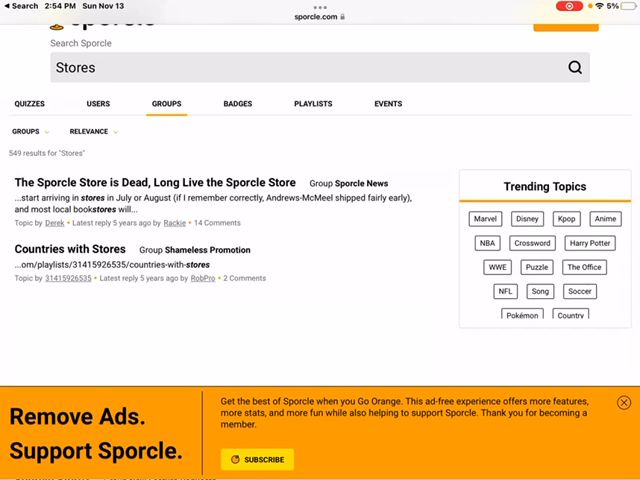 ◀ Search 2:54 PM Sun Nov 13
5%
sporcle.com
sporcle
Search Sporcle
Stores
QUIZZES USERS GROUPS BADGES PLAYLISTS EVENTS
GROUPS RELEVANCE
549 results for "Stores"
The Sporcle Store is Dead, Long Live the Sporcle Store Group Sporcle News
...start arriving in stores in July or August (if I remember correctly, Andrews-McMeel shipped fairly early),
and most local bookstores will...
Topic by Derek • Latest reply 5 years ago by Rackie • 14 Comments
Countries with Stores Group Shameless Promotion
...om/playlists/31415926535/countries-with-stores
Topic by 31415926535 • Latest reply 5 years ago by RobPro • 2 Comments
Trending Topics
Marvel Disney Kpop Anime
NBA Crossword Harry Potter
WWE Puzzle The Office
NFL Song Soccer
Pokémon Country
Remove Ads.
Support Sporcle.
Get the best of Sporcle when you Go Orange. This ad-free experience offers more features,
more stats, and more fun while also helping to support Sporcle. Thank you for becoming a
member.
SUBSCRIBE